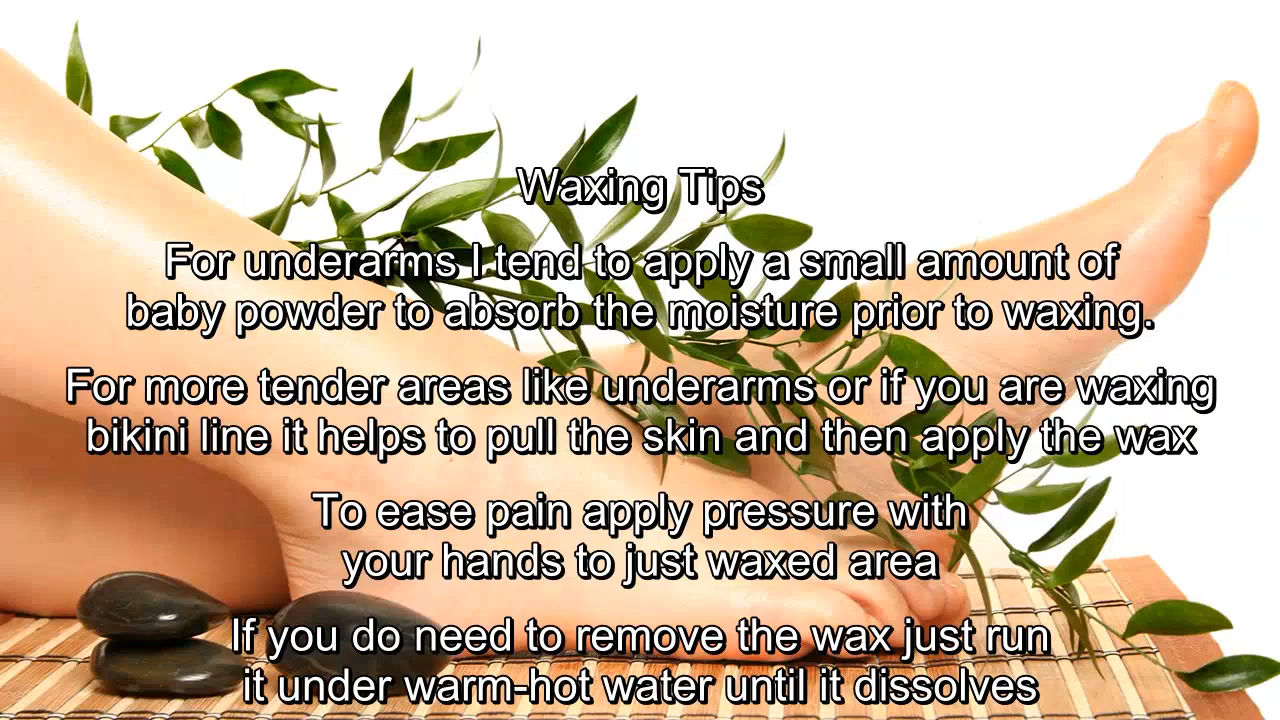 Waxing Tips
For underarms I tend to apply a small amount of
baby powder to absorb the moisture prior to waxing.
For more tender areas like underarms or if you are waxing
bikini line it helps to pull the skin and then apply the wax
To ease pain apply pressure with
your hands to just waxed area
If you do need to remove the wax just run
it under warm-hot water until it dissolves